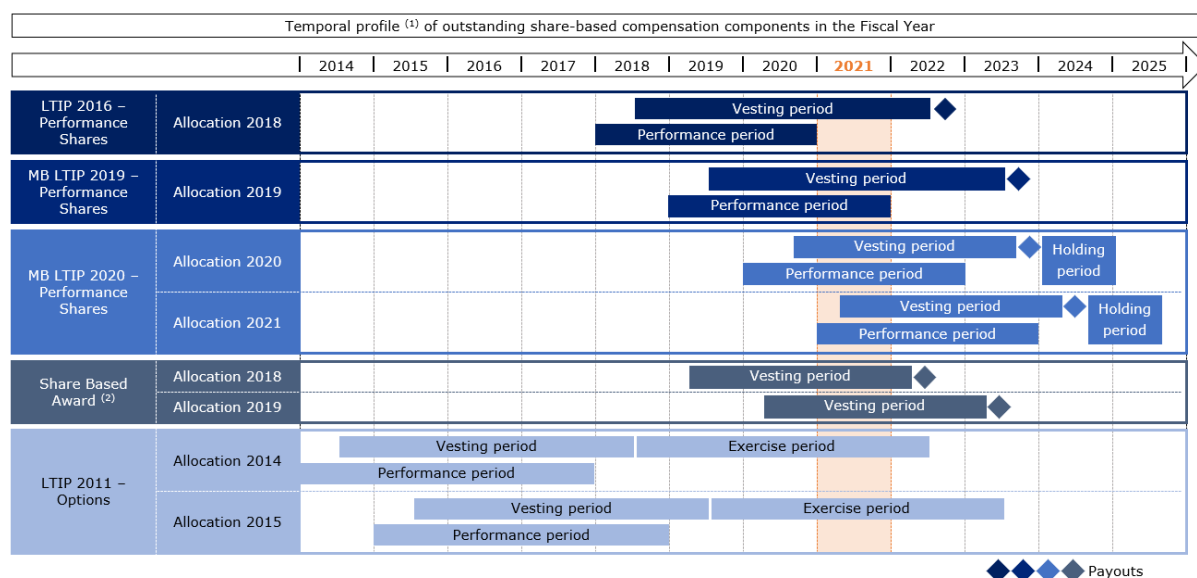 Temporal profile (1) of outstanding share-based compensation components in the Fiscal Year
2014 2015 2016 2017 2018 2019 2020 2021 2022 2023 2024 2025
LTIP 2016 –
Performance
Shares
Allocation 2018
Vesting period
Performance period
MB LTIP 2019 –
Performance
Shares
Allocation 2019
Vesting period
Performance period
MB LTIP 2020 –
Performance
Shares
Allocation 2020
Vesting period
Performance period
Holding
period
Allocation 2021
Vesting period
Performance period
Holding
period
Share Based
Award (2)
Allocation 2018
Vesting period
Allocation 2019
Vesting period
LTIP 2011 –
Options
Allocation 2014
Vesting period
Exercise period
Performance period
Allocation 2015
Vesting period
Exercise period
Performance period
Payouts